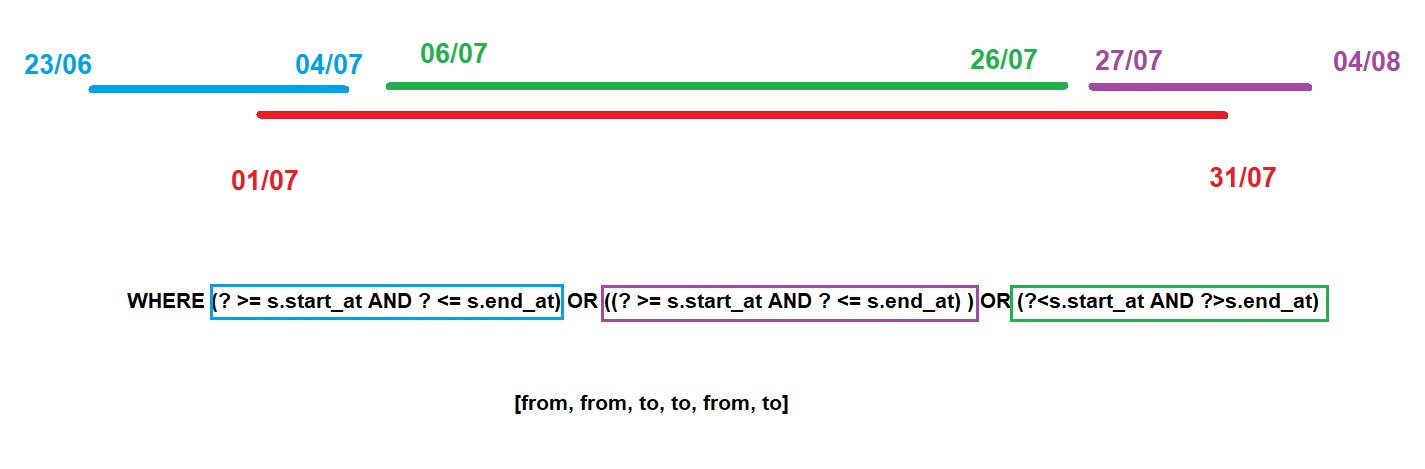 23/06 04/07 06/07 26/07 27/07 04/08
01/07 31/07
WHERE (? >= s.start_at AND ? <= s.end_at) OR ((? >= s.start_at AND ? <= s.end_at) ) OR (?<s.start_at AND ?>s.end_at)
[from, from, to, to, from, to]